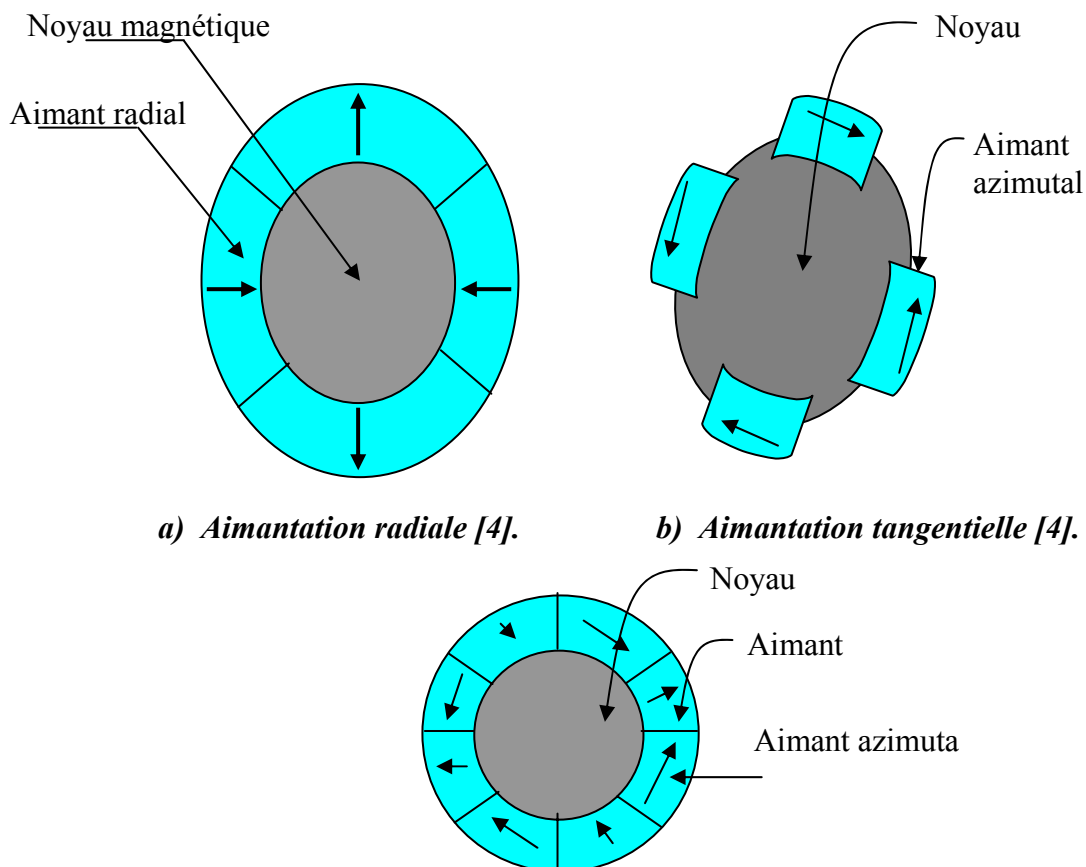 Noyau magnétique
Aimant radial
Noyau
Aimant
azimutal
a) Aimantation radiale [4].
b) Aimantation tangentielle [4].
Noyau
Aimant
Aimant azimuta